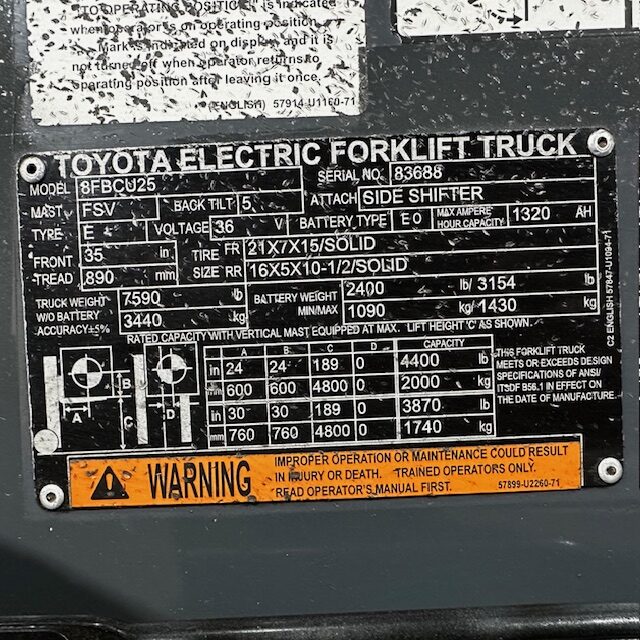 "TO OPERATING POSITION" is indicated
when operator is on operating position.
Mark is indicated on display and it is
not turned off when operator returns to
operating position after leaving it once.
(ENGLISH) 57914-U1160-71
TOYOTA ELECTRIC FORKLIFT TRUCK
MODEL 8FBCU25 SERIAL NO. 83688
MAST FSV BACK TILT 5 ATTACH SIDE SHIFTER
TYPE E VOLTAGE 36 V BATTERY TYPE EO MAX AMPERE HOUR CAPACITY 1320 AH
FRONT TREAD 35 in 890 mm
TIRE SIZE FR 21X7X15/SOLID
RR 16X5X10-1/2/SOLID
TRUCK WEIGHT W/O BATTERY ACCURACY±5% 7590 lb 3440 kg
BATTERY WEIGHT MIN/MAX 2400 lb/ 3154 lb
1090 kg/ 1430 kg
RATED CAPACITY WITH VERTICAL MAST EQUIPPED AT MAX. LIFT HEIGHT 'C' AS SHOWN.
A B C D CAPACITY
in 24 24 189 0 4400 lb
mm 600 600 4800 0 2000 kg
in 30 30 189 0 3870 lb
mm 760 760 4800 0 1740 kg
A B C D
THIS FORKLIFT TRUCK
MEETS OR EXCEEDS DESIGN
SPECIFICATIONS OF ANSI/
ITSDF B56.1 IN EFFECT ON
THE DATE OF MANUFACTURE.
C2 ENGLISH 57847-U1094-71
WARNING
IMPROPER OPERATION OR MAINTENANCE COULD RESULT
IN INJURY OR DEATH. TRAINED OPERATORS ONLY.
READ OPERATOR'S MANUAL FIRST.
57899-U2260-71